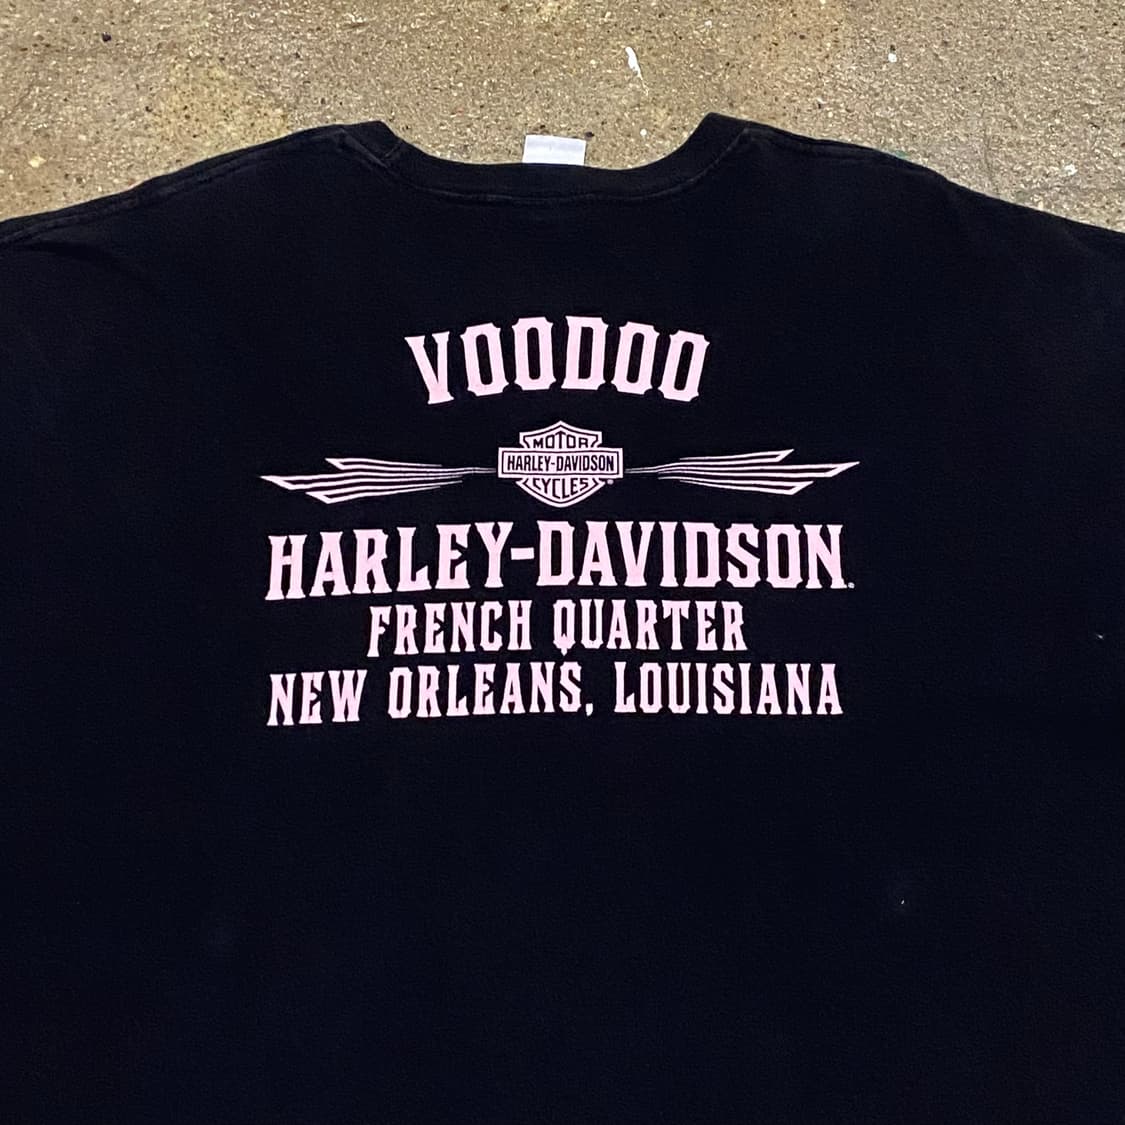 VOODOO
MOTOR
HARLEY-DAVIDSON
CYCLES®
HARLEY-DAVIDSON®
FRENCH QUARTER
NEW ORLEANS, LOUISIANA